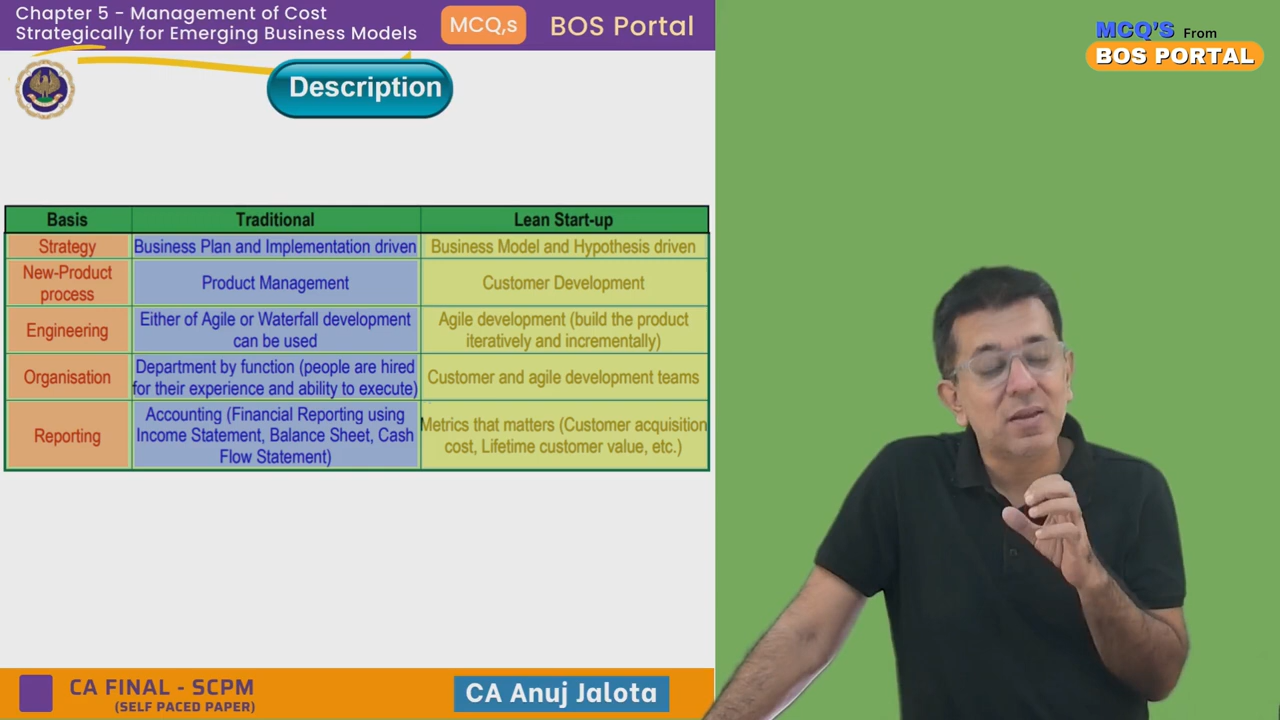 Chapter 5 - Management of Cost
Strategically for Emerging Business Models
MCQ,s
BOS Portal
MCQ'S From
BOS PORTAL
Description
Basis
Traditional
Lean Start-up
Strategy
Business Plan and Implementation driven
Business Model and Hypothesis driven
New-Product
process
Product Management
Customer Development
Engineering
Either of Agile or Waterfall development
can be used
Agile development (build the product
iteratively and incrementally)
Organisation
Department by function (people are hired
for their experience and ability to execute)
Customer and agile development teams
Reporting
Accounting (Financial Reporting using
Income Statement, Balance Sheet, Cash
Flow Statement)
Metrics that matters (Customer acquisition
cost, Lifetime customer value, etc.)
CA FINAL - SCPM
(SELF PACED PAPER)
CA Anuj Jalota